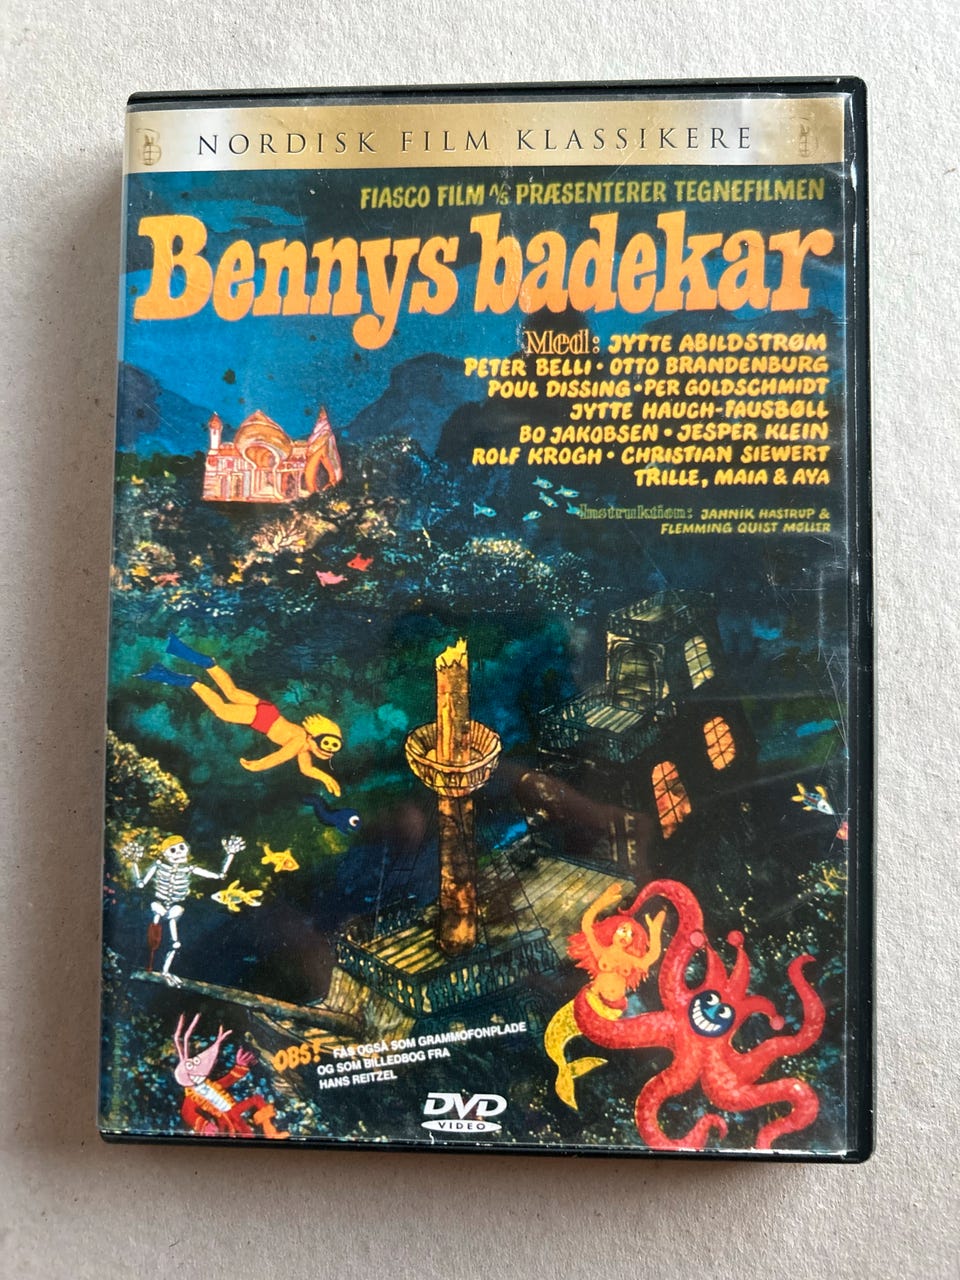 NORDISK FILM KLASSIKERE
FIASCO FILM A/S PRÆSENTERER TEGNEFILMEN
Bennys badekar
Med: JYTTE ABILDSTRØM
PETER BELLI • OTTO BRANDENBURG
POUL DISSING • PER GOLDSCHMIDT
JYTTE HAUCH-FAUSBØLL
BO JAKOBSEN • JESPER KLEIN
ROLF KROGH • CHRISTIAN SIEWERT
TRILLE, MAIA & AYA
Instruktion: JANNIK HASTRUP &
FLEMMING QUIST MØLLER
OBS! FÅS OGSÅ SOM GRAMMOFONPLADE
OG SOM BILLEDBOG FRA
HANS REITZEL
DVD
VIDEO